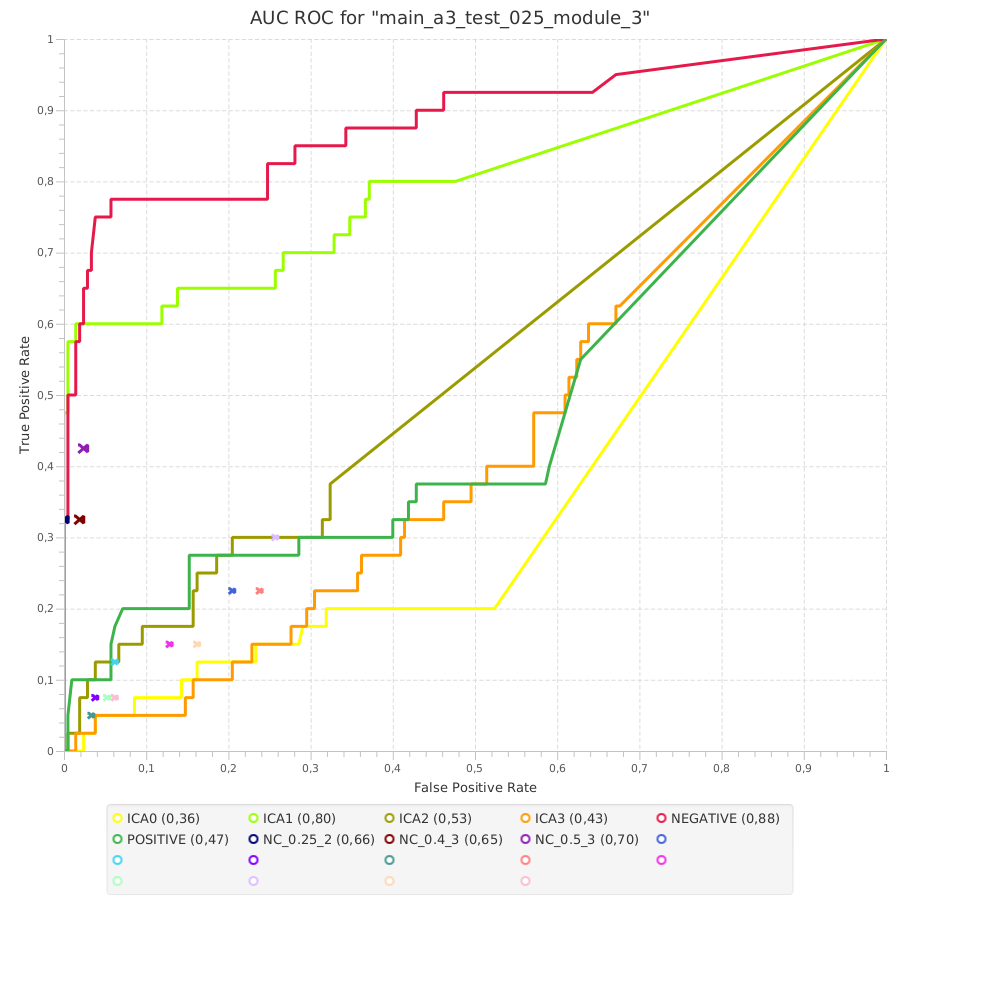 AUC ROC for "main_a3_test_025_module_3"
1
0,9
0,8
0,7
0,6
0,5
0,4
0,3
0,2
0,1
0
True Positive Rate
0 0,1 0,2 0,3 0,4 0,5 0,6 0,7 0,8 0,9 1
False Positive Rate
ICA0 (0,36) ICA1 (0,80) ICA2 (0,53) ICA3 (0,43) NEGATIVE (0,88)
POSITIVE (0,47) NC_0.25_2 (0,66) NC_0.4_3 (0,65) NC_0.5_3 (0,70)